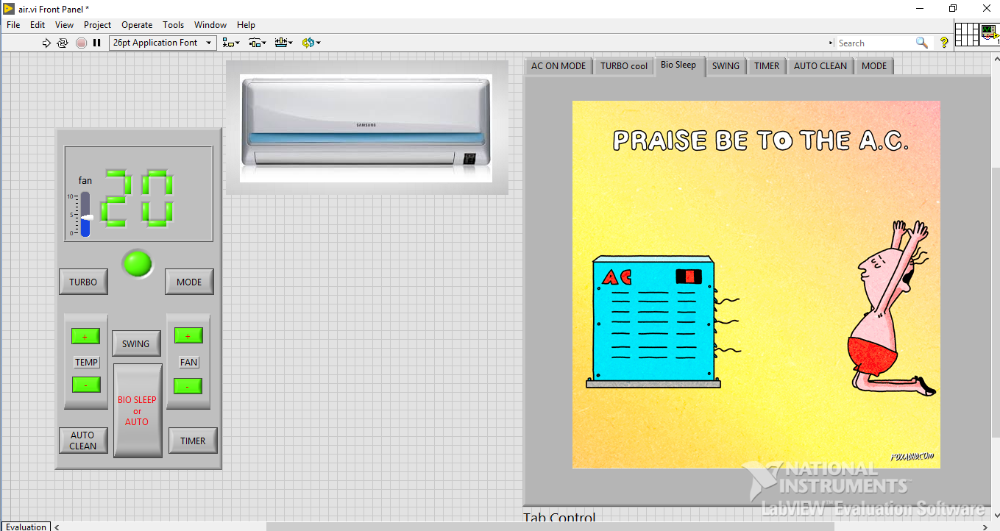 air.vi Front Panel *
File Edit View Project Operate Tools Window Help
26pt Application Font
Search
1
fan
10
5
0
20
TURBO
MODE
+
TEMP
-
SWING
+
FAN
-
BIO SLEEP
or
AUTO
AUTO
CLEAN
TIMER
SAMSUNG
AC ON MODE TURBO cool Bio Sleep SWING TIMER AUTO CLEAN MODE
PRAISE BE TO THE A.C.
AC
FOXADHD.COM
NATIONAL
INSTRUMENTS™
LabVIEW™ Evaluation Software
Tab Control
Evaluation